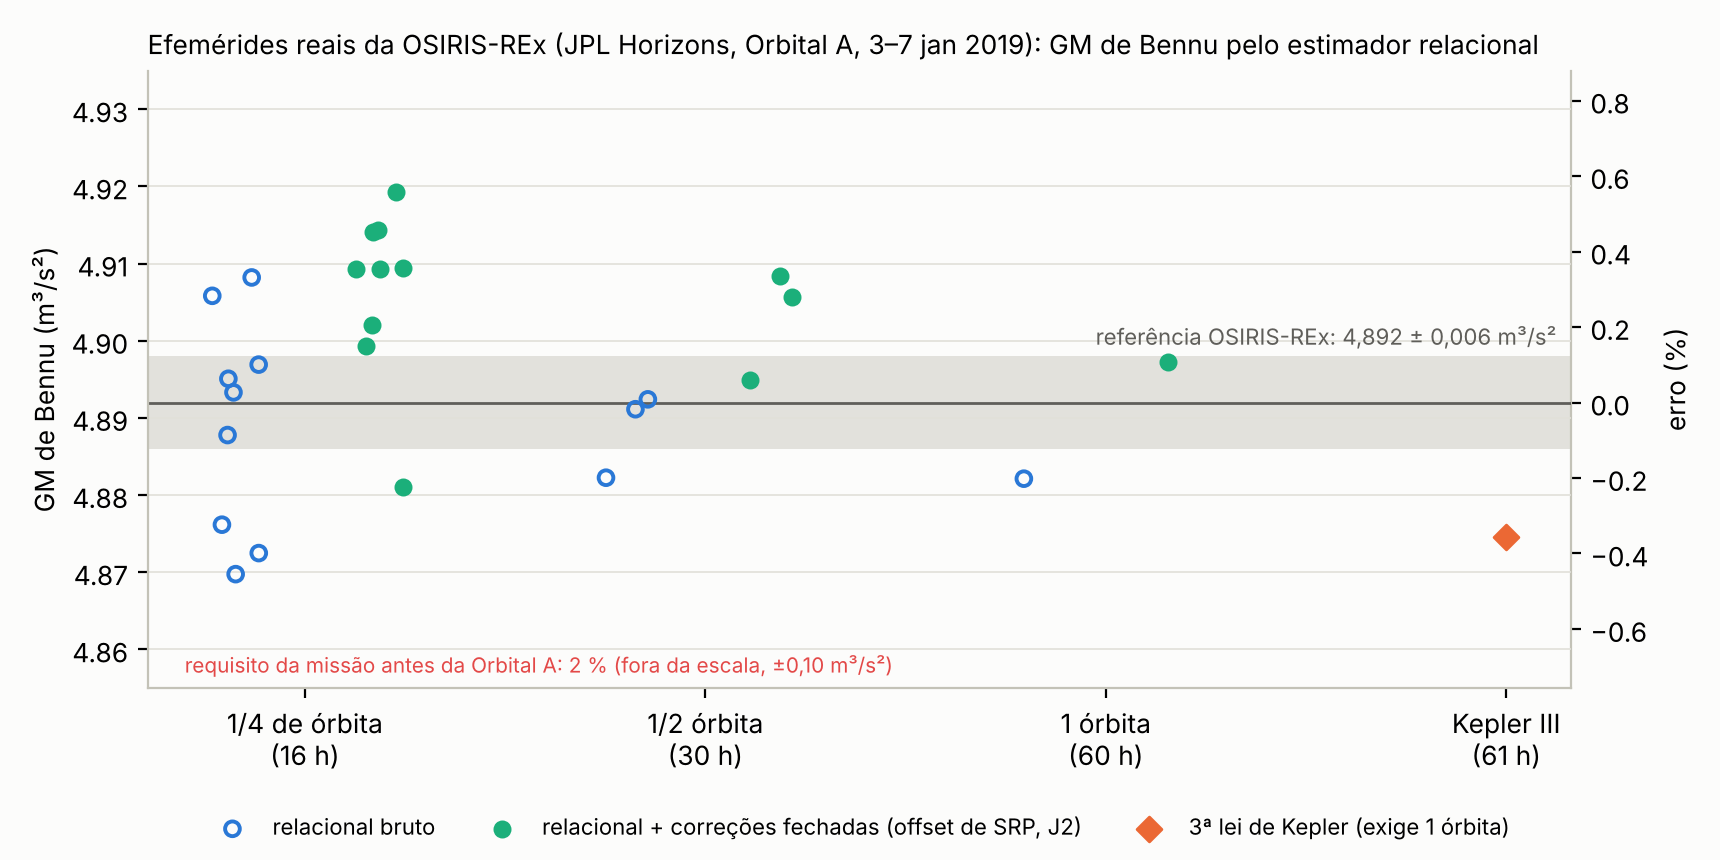 Efemérides reais da OSIRIS-REx (JPL Horizons, Orbital A, 3–7 jan 2019): GM de Bennu pelo estimador relacional
GM de Bennu (m³/s²)
4.93
4.92
4.91
4.90
4.89
4.88
4.87
4.86
0.8
0.6
0.4
0.2
0.0
−0.2
−0.4
−0.6
erro (%)
referência OSIRIS-REx: 4,892 ± 0,006 m³/s²
requisito da missão antes da Orbital A: 2 % (fora da escala, ±0,10 m³/s²)
1/4 de órbita
(16 h)
1/2 órbita
(30 h)
1 órbita
(60 h)
Kepler III
(61 h)
relacional bruto
relacional + correções fechadas (offset de SRP, J2)
3ª lei de Kepler (exige 1 órbita)